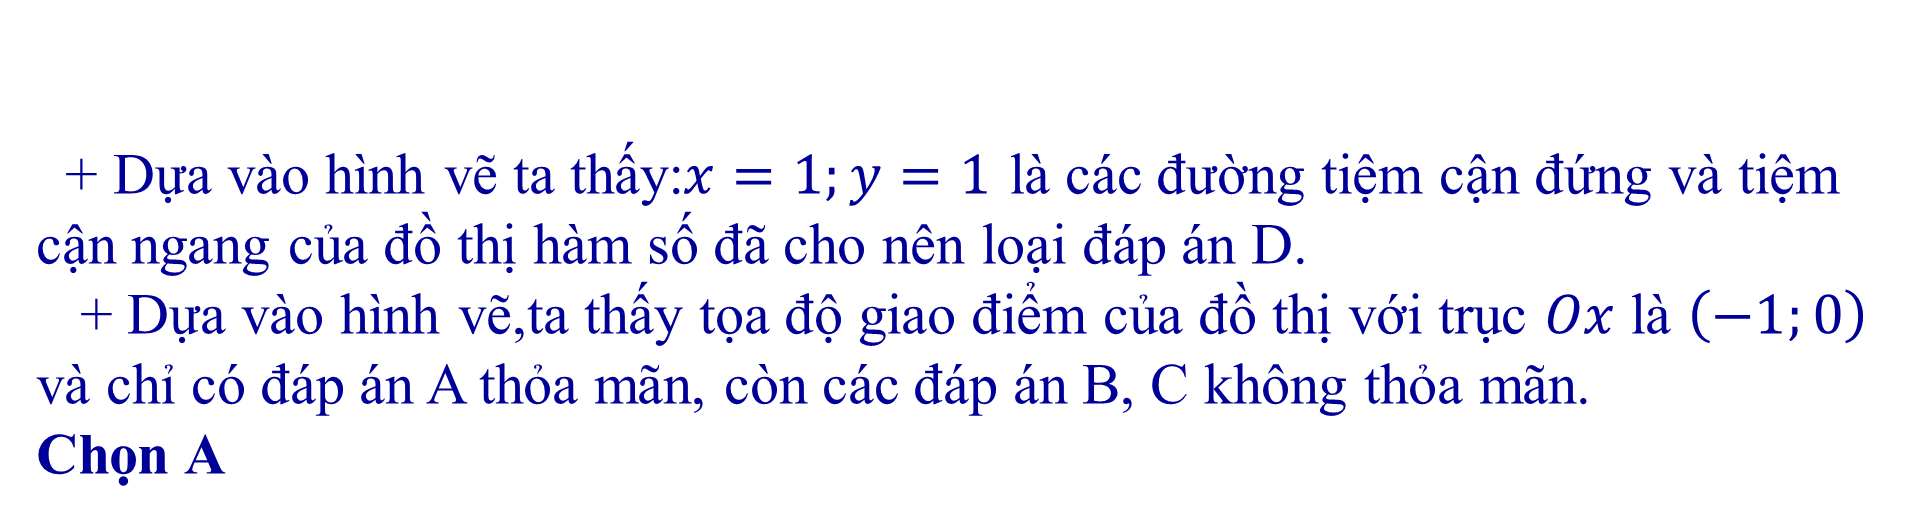 + Dựa vào hình vẽ ta thấy:x = 1; y = 1 là các đường tiệm cận đứng và tiệm
cận ngang của đồ thị hàm số đã cho nên loại đáp án D.
+ Dựa vào hình vẽ,ta thấy tọa độ giao điểm của đồ thị với trục Ox là (−1; 0)
và chỉ có đáp án A thỏa mãn, còn các đáp án B, C không thỏa mãn.
Chọn A